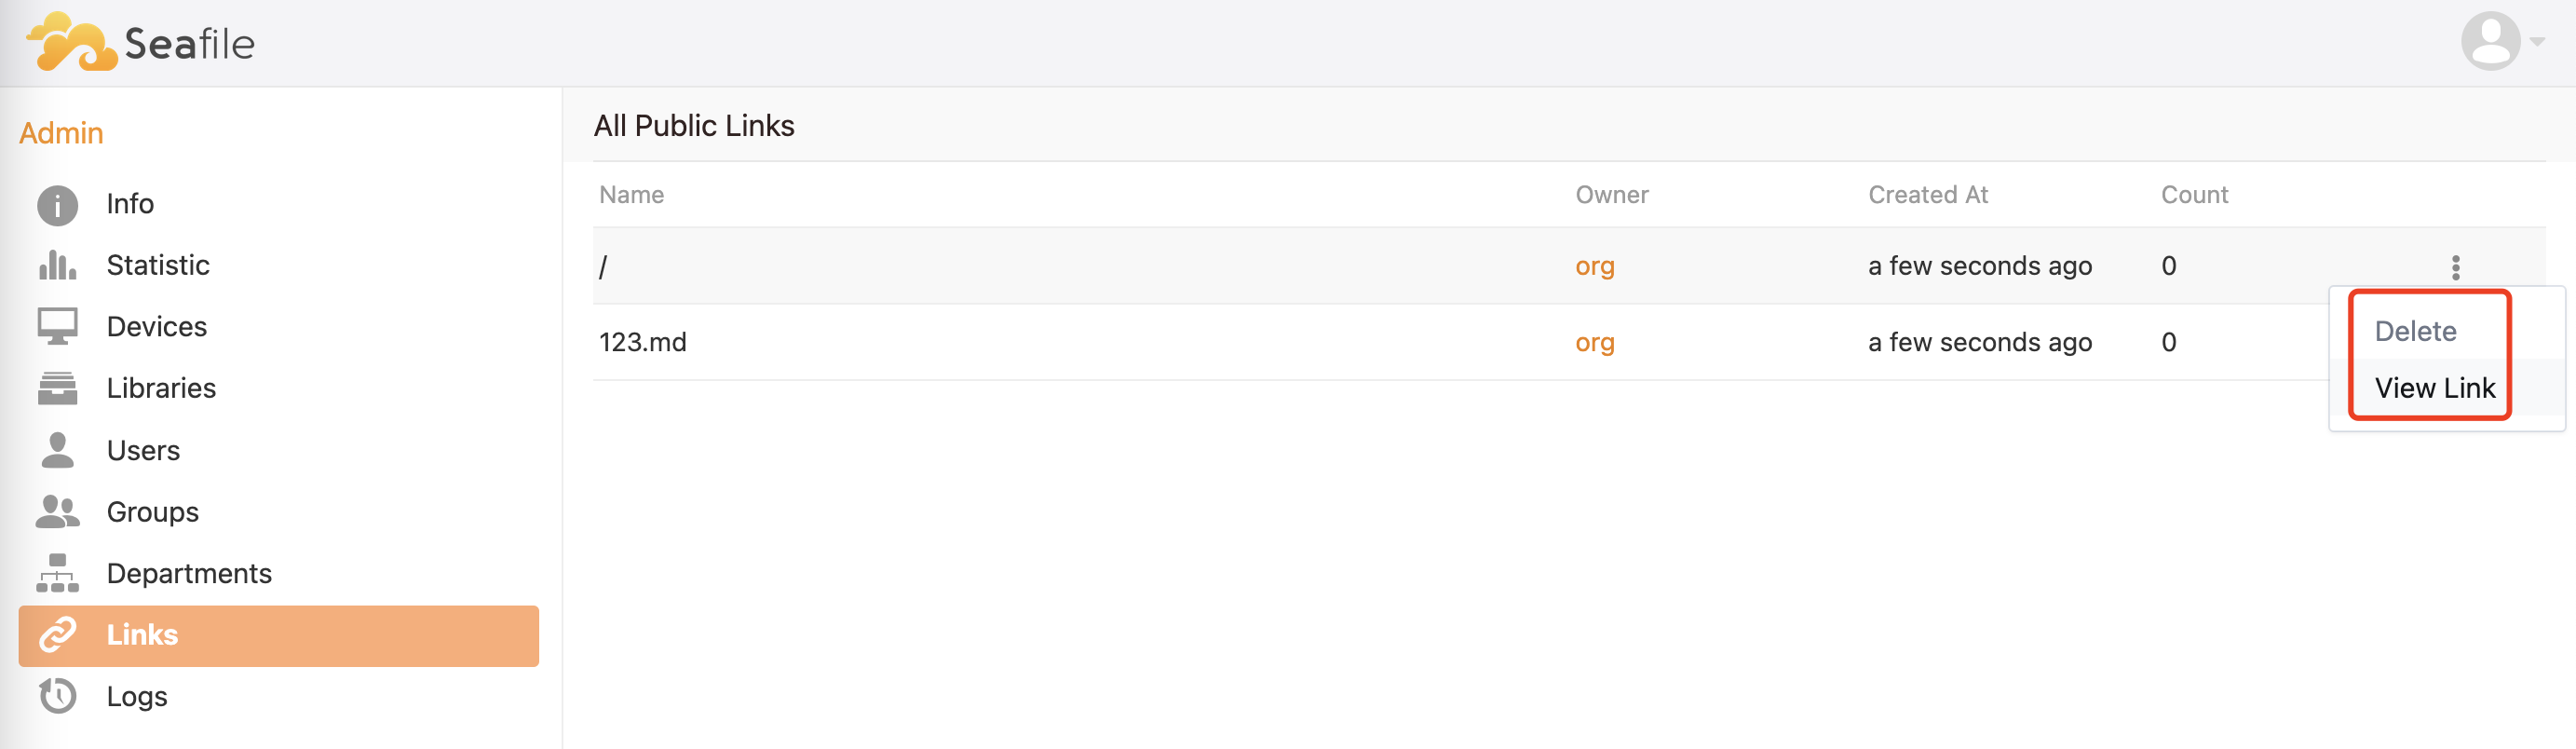 Seafile
Admin
Info
Statistic
Devices
Libraries
Users
Groups
Departments
Links
Logs
All Public Links
Name Owner Created At Count
/ org a few seconds ago 0
123.md org a few seconds ago 0
Delete
View Link